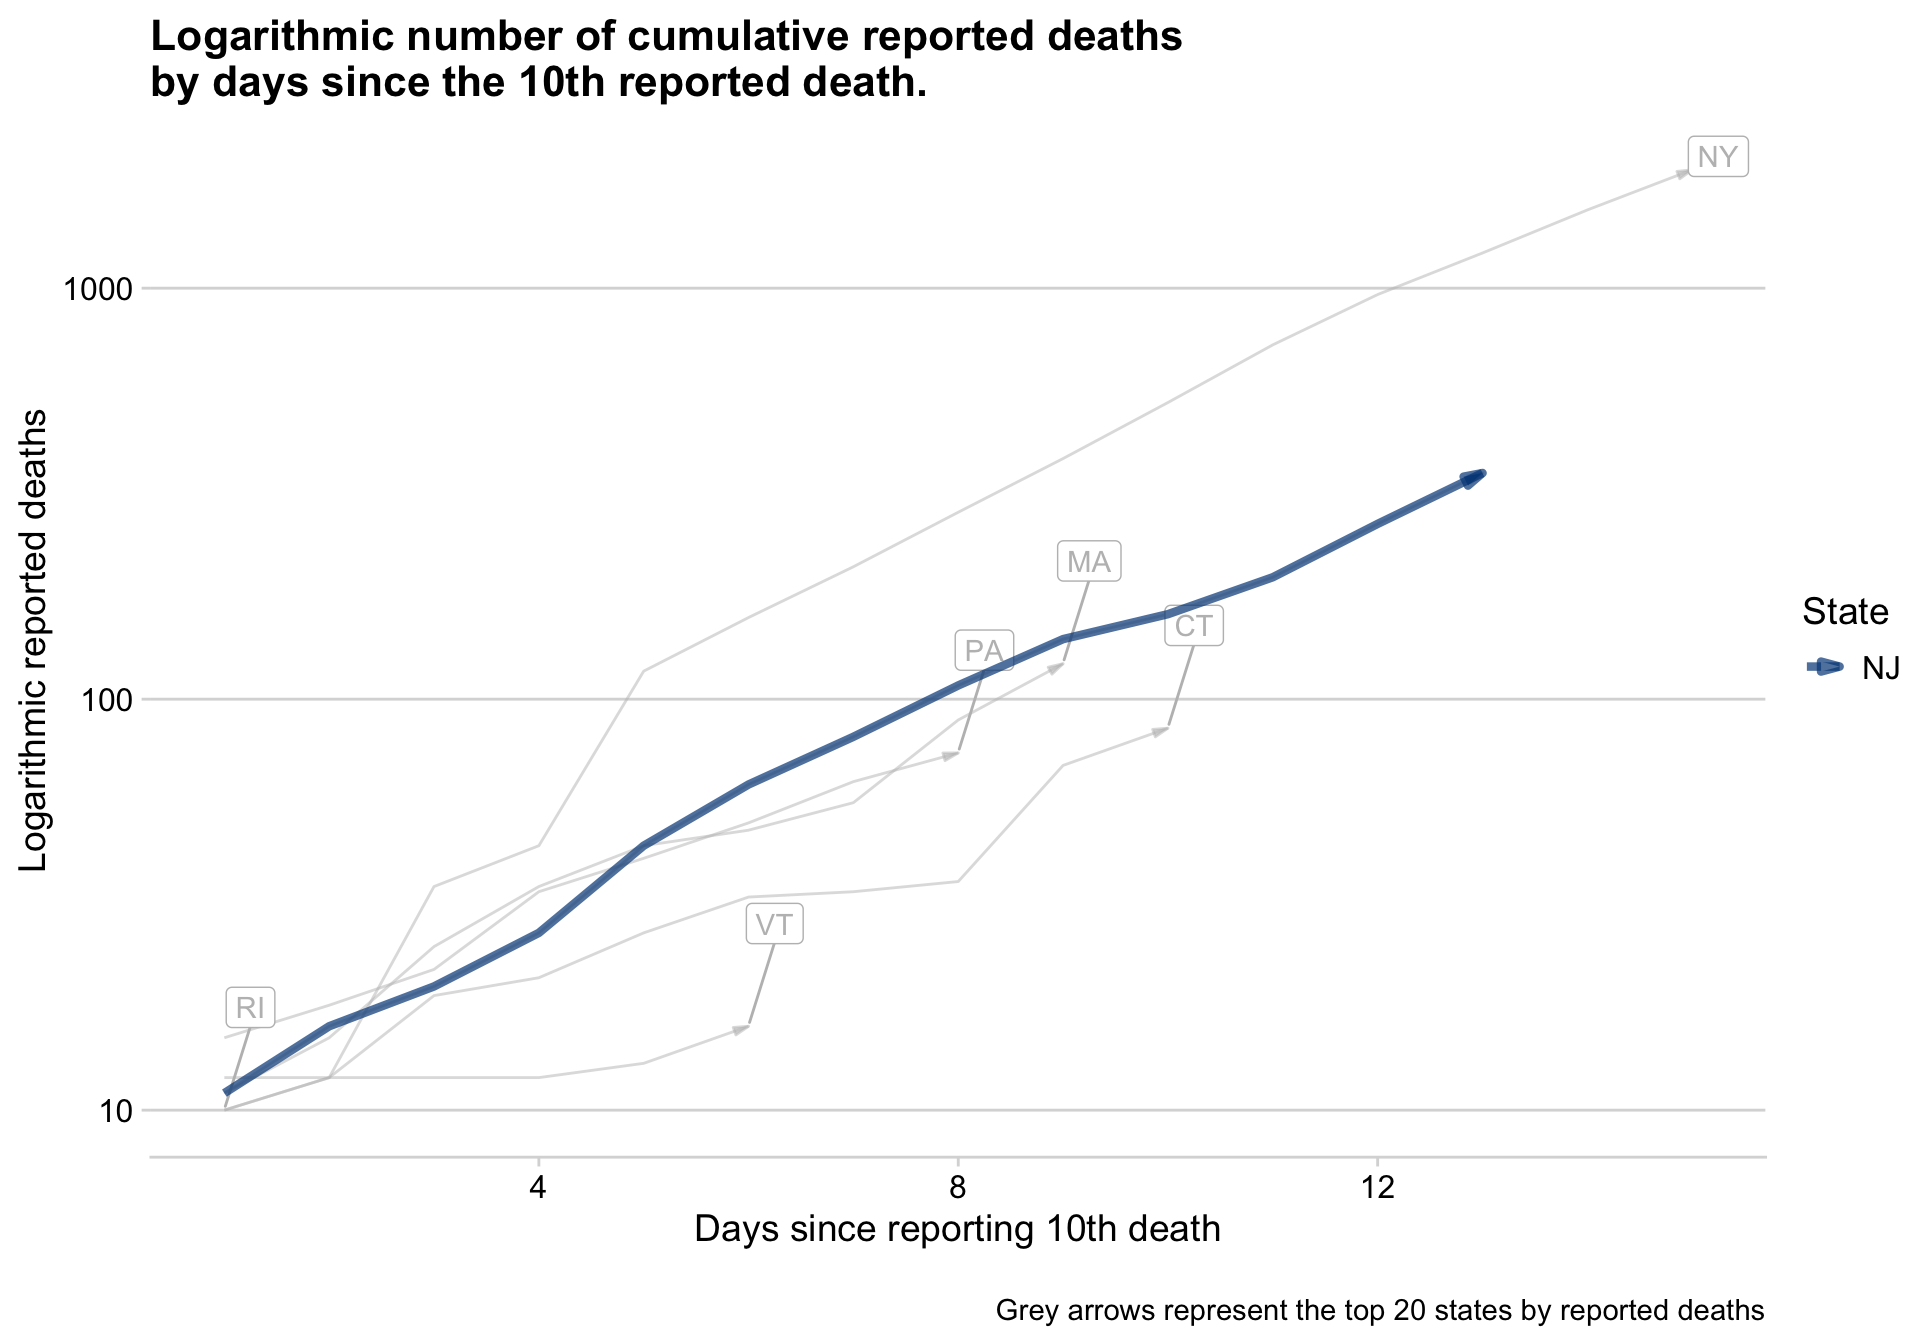 Logarithmic number of cumulative reported deaths
by days since the 10th reported death.
NY
1000
MA
CT
PA
100
VT
RI
10
Logarithmic reported deaths
State
NJ
4 8 12
Days since reporting 10th death
Grey arrows represent the top 20 states by reported deaths